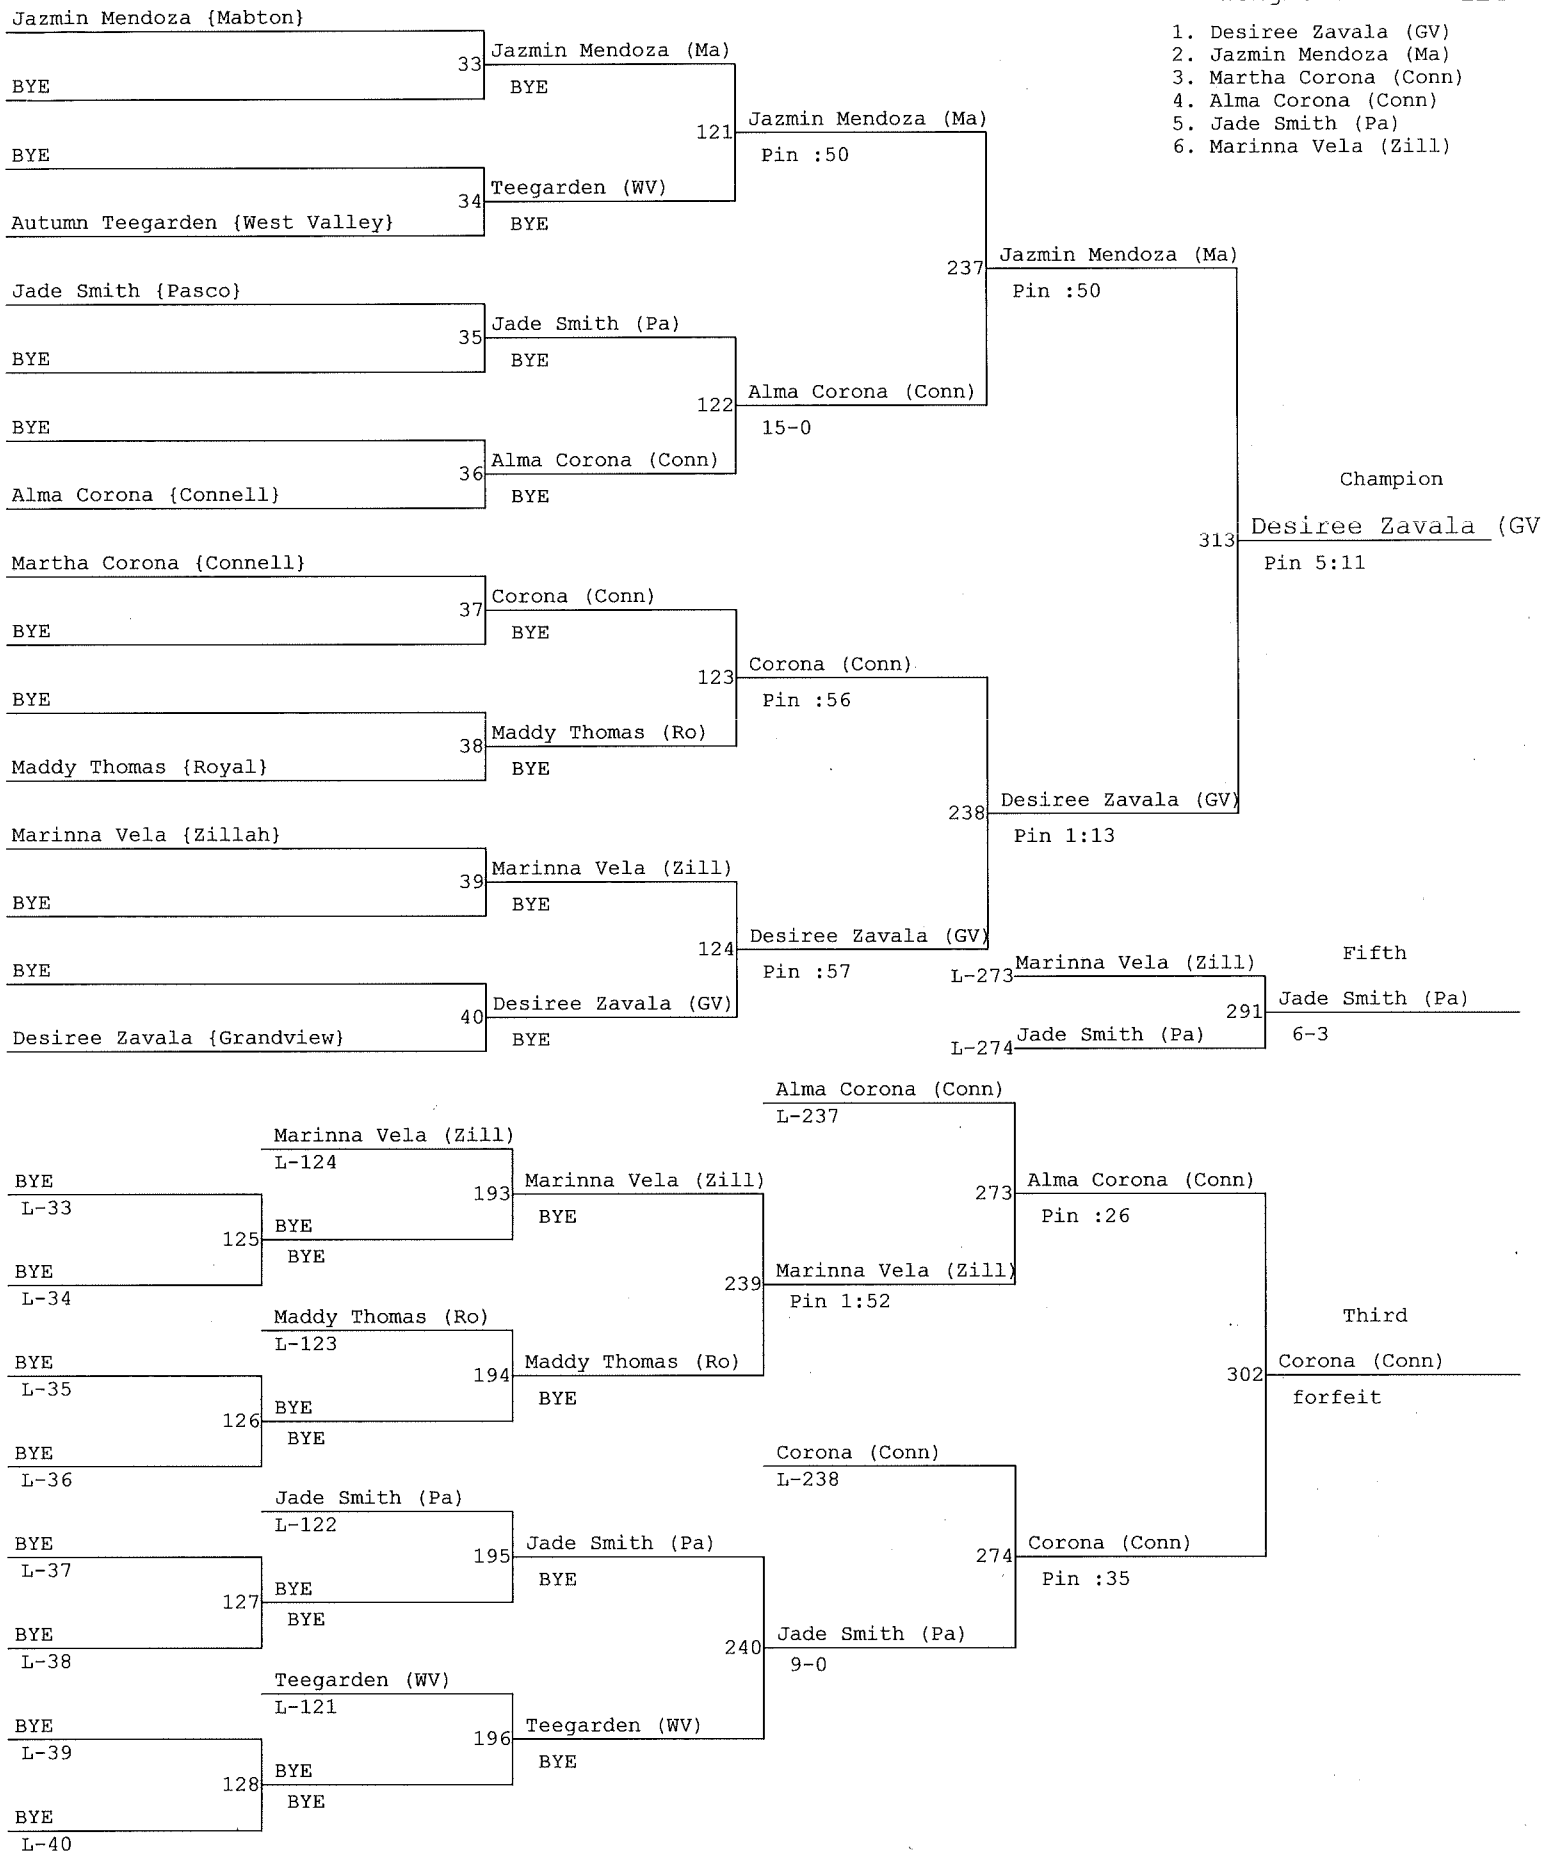 Jazmin Mendoza {Mabton}
33
Jazmin Mendoza (Ma)
BYE
BYE
121
Jazmin Mendoza (Ma)
Pin :50
BYE
34
Teegarden (WV)
BYE
Autumn Teegarden {West Valley}
237
Jazmin Mendoza (Ma)
Pin :50
Jade Smith {Pasco}
35
Jade Smith (Pa)
BYE
BYE
122
Alma Corona (Conn)
15-0
BYE
36
Alma Corona (Conn)
BYE
Alma Corona {Connell}
1. Desiree Zavala (GV)
2. Jazmin Mendoza (Ma)
3. Martha Corona (Conn)
4. Alma Corona (Conn)
5. Jade Smith (Pa)
6. Marinna Vela (Zill)
Champion
313
Desiree Zavala (GV
Pin 5:11
Martha Corona {Connell}
37
Corona (Conn)
BYE
BYE
123
Corona (Conn)
Pin :56
BYE
38
Maddy Thomas (Ro)
BYE
Maddy Thomas {Royal}
238
Desiree Zavala (GV)
Pin 1:13
Marinna Vela {Zillah}
39
Marinna Vela (Zill)
BYE
BYE
124
Desiree Zavala (GV)
Pin :57
BYE
40
Desiree Zavala (GV)
BYE
Desiree Zavala {Grandview}
Fifth
L-273
Marinna Vela (Zill)
291
Jade Smith (Pa)
6-3
L-274
Jade Smith (Pa)
Alma Corona (Conn)
L-237
Marinna Vela (Zill)
L-124
BYE
L-33
193
Marinna Vela (Zill)
BYE
273
Alma Corona (Conn)
Pin :26
125
BYE
BYE
BYE
L-34
239
Marinna Vela (Zill)
Pin 1:52
Maddy Thomas (Ro)
L-123
Third
BYE
L-35
194
Maddy Thomas (Ro)
BYE
302
Corona (Conn)
forfeit
126
BYE
BYE
BYE
L-36
Corona (Conn)
L-238
Jade Smith (Pa)
L-122
BYE
L-37
195
Jade Smith (Pa)
BYE
274
Corona (Conn)
Pin :35
127
BYE
BYE
BYE
L-38
240
Jade Smith (Pa)
9-0
Teegarden (WV)
L-121
BYE
L-39
196
Teegarden (WV)
BYE
128
BYE
BYE
BYE
L-40